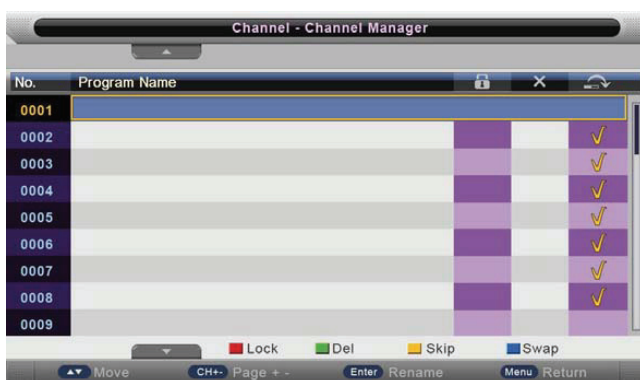 Channel - Channel Manager
No. Program Name
0001
0002
0003
0004
0005
0006
0007
0008
0009
Lock Del Skip Swap
Move CH+- Page + - Enter Rename Menu Return